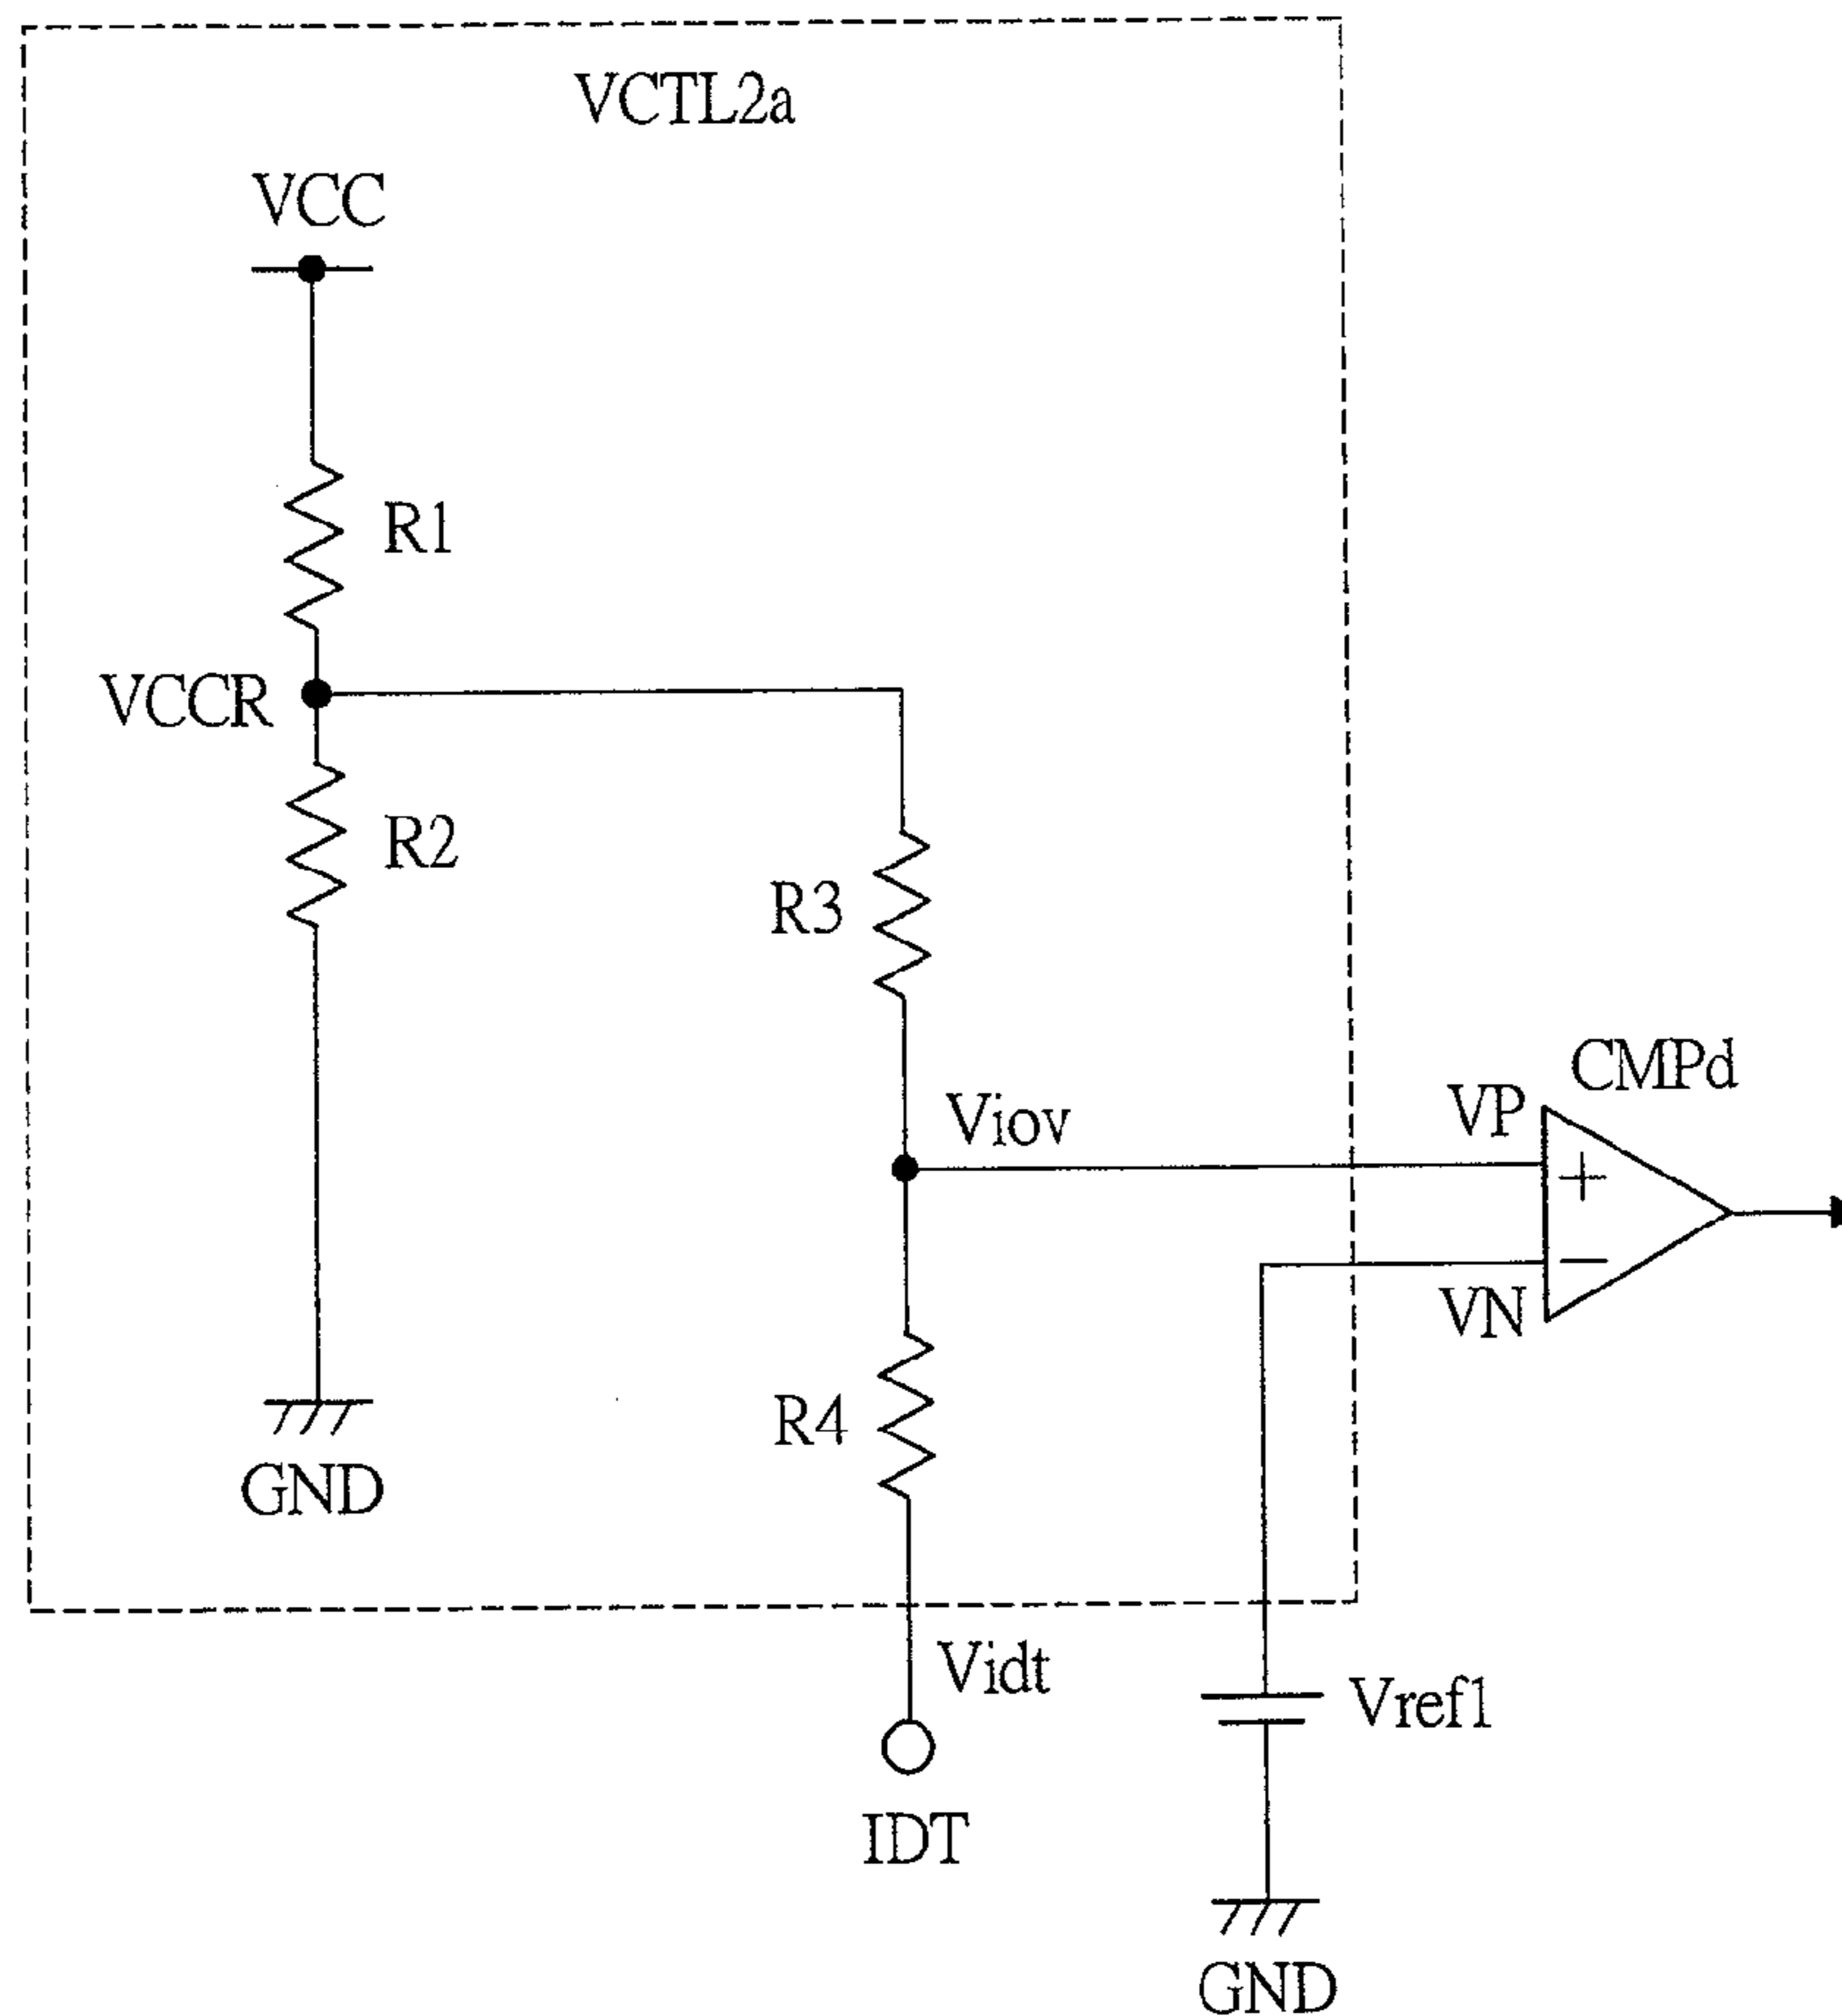 VCTL2a
VCC
R1
VCCR
R2
R3
CMPd
VP
Viov
+
−
VN
R4
GND
Vidt
Vref1
IDT
GND